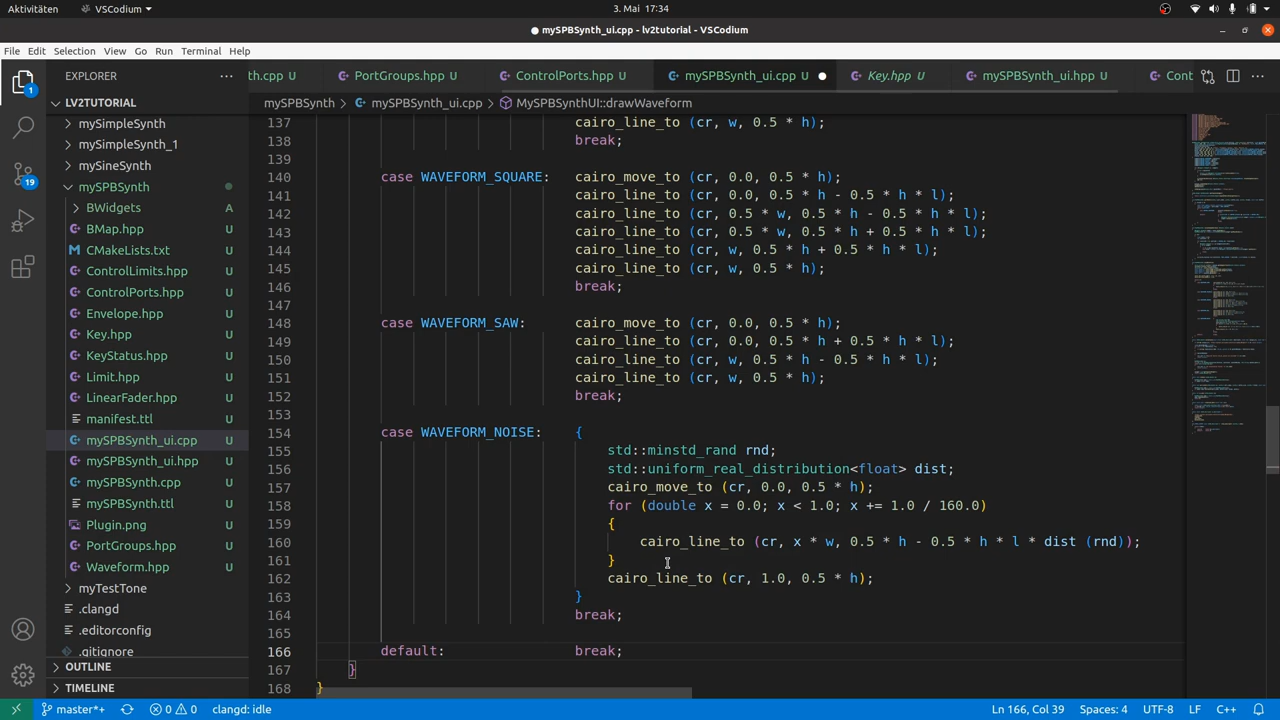 Aktivitäten VSCodium 3. Mai 17:34
mySPBSynth_ui.cpp - lv2tutorial - VSCodium
File Edit Selection View Go Run Terminal Help
EXPLORER th.cpp U PortGroups.hpp U ControlPorts.hpp U mySPBSynth_ui.cpp U Key.hpp U mySPBSynth_ui.hpp U Cont
LV2TUTORIAL mySPBSynth > mySPBSynth_ui.cpp > MySPBSynthUI::drawWaveform
mySimpleSynth
mySimpleSynth_1
mySineSynth
mySPBSynth
BWidgets A
BMap.hpp U
CMakeLists.txt U
ControlLimits.hpp U
ControlPorts.hpp U
Envelope.hpp U
Key.hpp U
KeyStatus.hpp U
Limit.hpp U
LinearFader.hpp U
manifest.ttl U
mySPBSynth_ui.cpp U
mySPBSynth_ui.hpp U
mySPBSynth.cpp U
mySPBSynth.ttl U
Plugin.png U
PortGroups.hpp U
Waveform.hpp U
myTestTone
.clangd
.editorconfig
.gitignore
OUTLINE
TIMELINE
1
19
137 cairo_line_to (cr, w, 0.5 * h);
138 break;
139
140 case WAVEFORM_SQUARE: cairo_move_to (cr, 0.0, 0.5 * h);
141 cairo_line_to (cr, 0.0, 0.5 * h - 0.5 * h * l);
142 cairo_line_to (cr, 0.5 * w, 0.5 * h - 0.5 * h * l);
143 cairo_line_to (cr, 0.5 * w, 0.5 * h + 0.5 * h * l);
144 cairo_line_to (cr, w, 0.5 * h + 0.5 * h * l);
145 cairo_line_to (cr, w, 0.5 * h);
146 break;
147
148 case WAVEFORM_SAW: cairo_move_to (cr, 0.0, 0.5 * h);
149 cairo_line_to (cr, 0.0, 0.5 * h + 0.5 * h * l);
150 cairo_line_to (cr, w, 0.5 * h - 0.5 * h * l);
151 cairo_line_to (cr, w, 0.5 * h);
152 break;
153
154 case WAVEFORM_NOISE: {
155 std::minstd_rand rnd;
156 std::uniform_real_distribution<float> dist;
157 cairo_move_to (cr, 0.0, 0.5 * h);
158 for (double x = 0.0; x < 1.0; x += 1.0 / 160.0)
159 {
160 cairo_line_to (cr, x * w, 0.5 * h - 0.5 * h * l * dist (rnd));
161 }
162 cairo_line_to (cr, 1.0, 0.5 * h);
163 }
164 break;
165
166 default: break;
167 }
168 }
master*+ 0 0 clangd: idle Ln 166, Col 39 Spaces: 4 UTF-8 LF C++